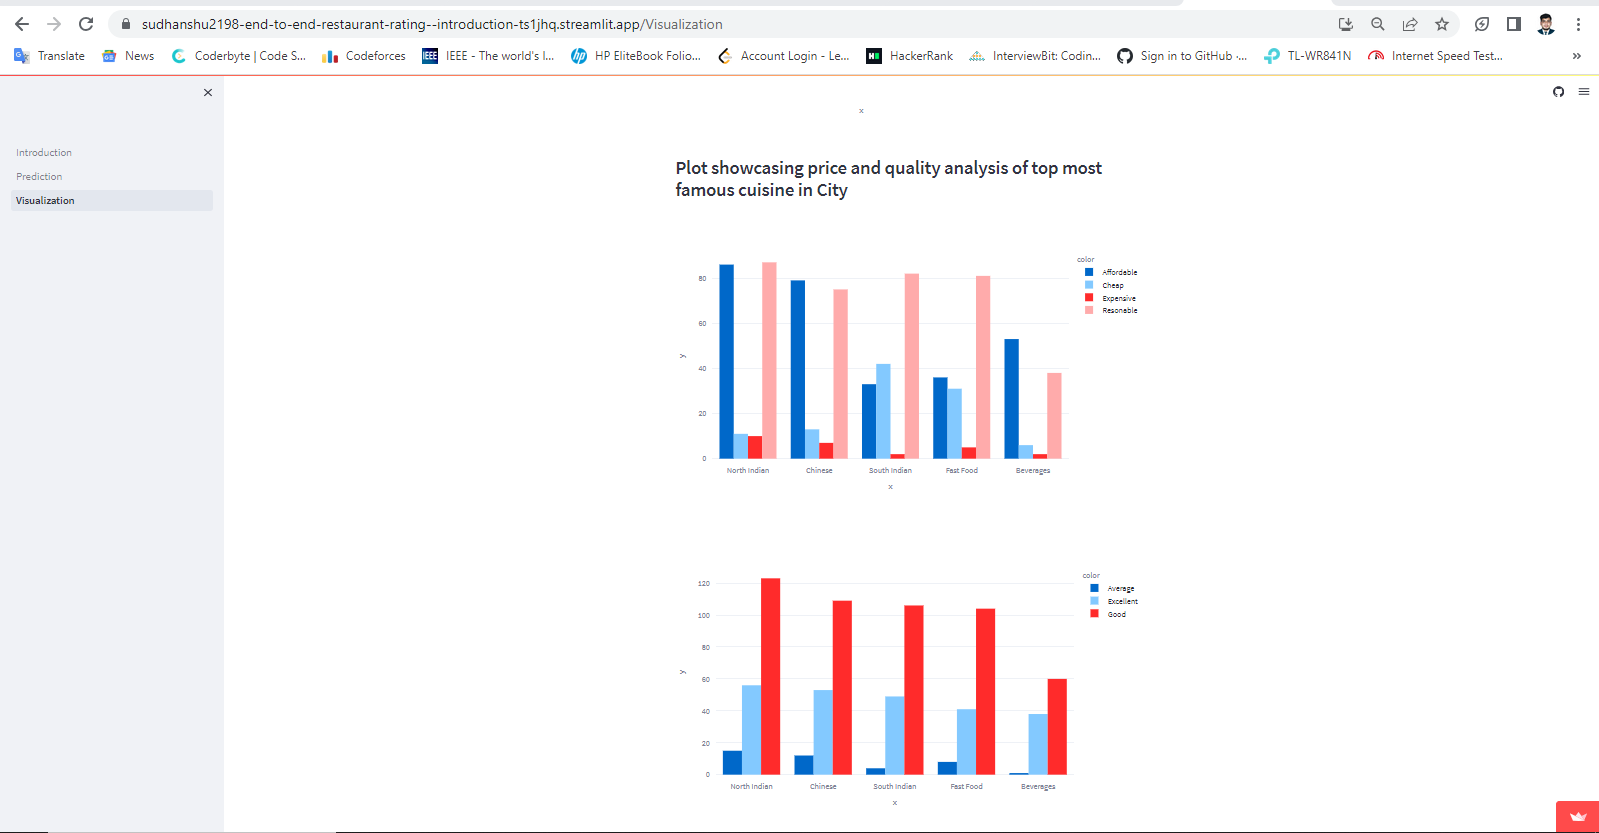 sudhanshu2198-end-to-end-restaurant-rating--introduction-ts1jhq.streamlit.app/Visualization
Translate News Coderbyte | Code S... Codeforces IEEE IEEE - The world's l... hp HP EliteBook Folio... Account Login - Le... HackerRank InterviewBit: Codin... Sign in to GitHub ·... TL-WR841N Internet Speed Test... »
x
Introduction
Prediction
Visualization
Plot showcasing price and quality analysis of top most
famous cuisine in City
color
Affordable
Cheap
Expensive
Resonable
80
60
y
40
20
0
North Indian Chinese South Indian Fast Food Beverages
x
color
Average
Excellent
Good
120
100
80
60
y
40
20
0
North Indian Chinese South Indian Fast Food Beverages
x